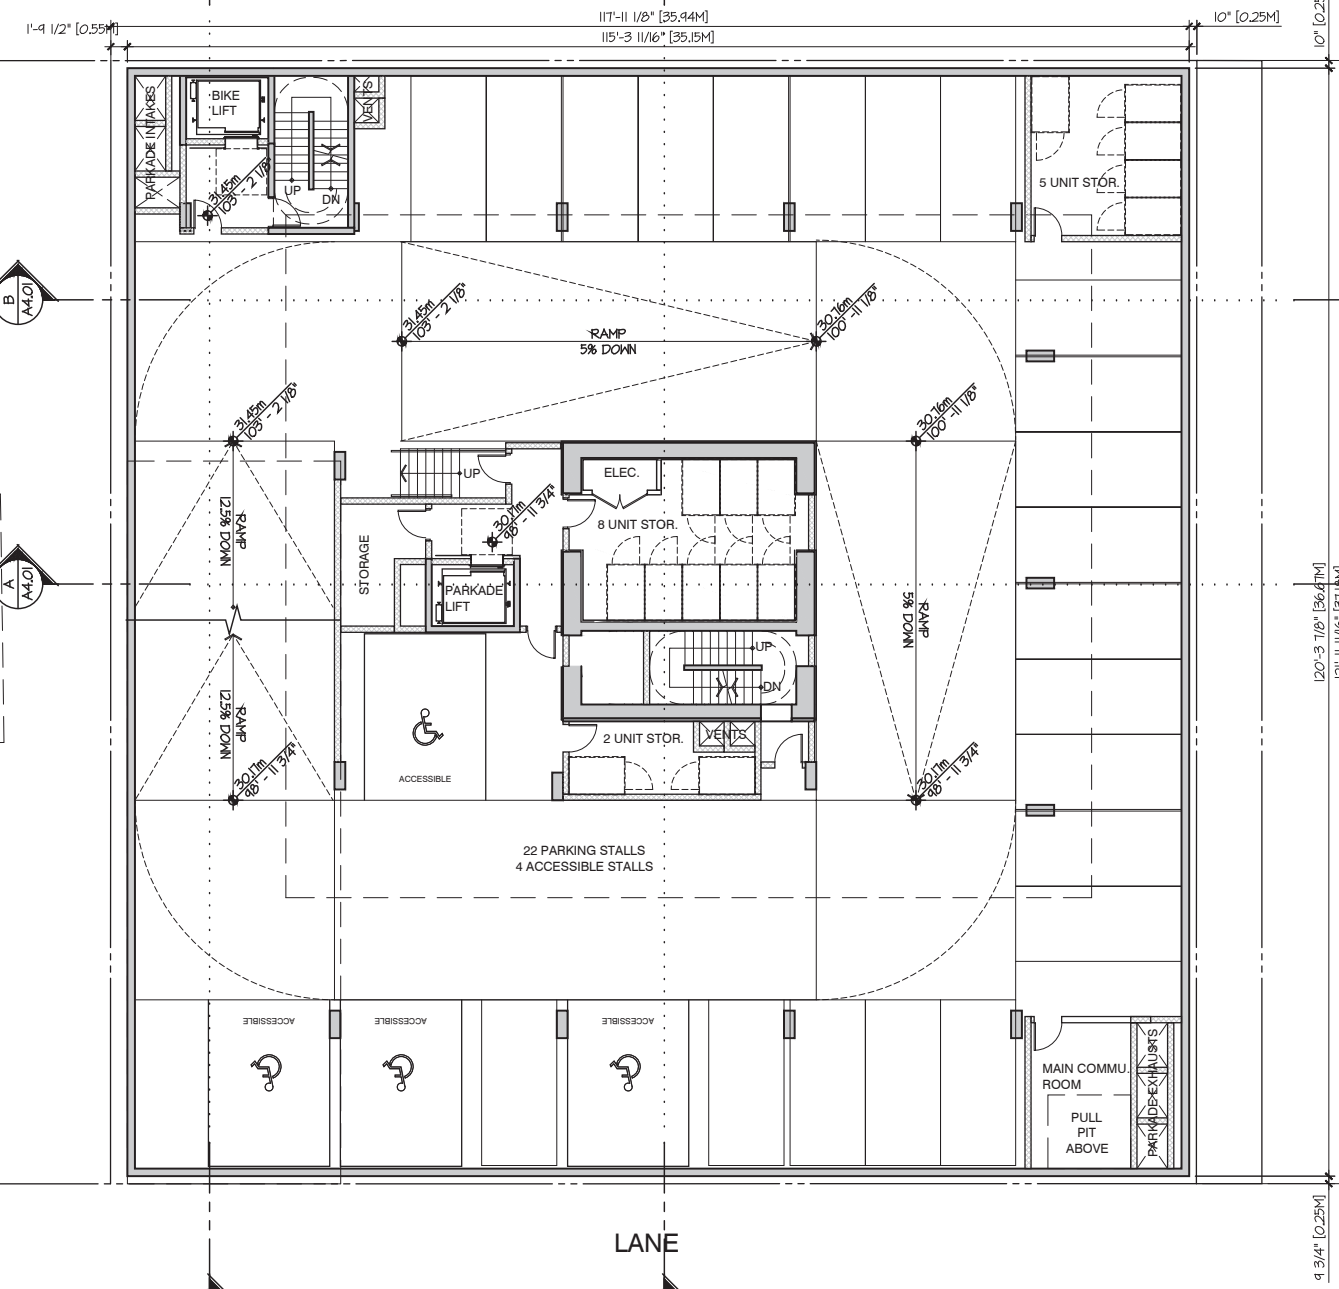 117'-11 1/8" [35.94M]
1'-9 1/2" [0.55M]
10" [0.25M]
115'-3 11/16" [35.15M]
PARKADE INTAKES
BIKE
LIFT
VENTS
UP
DN
31.45m
103' - 2 1/8"
5 UNIT STOR.
B
A4.01
31.45m
103' - 2 1/8"
RAMP
5% DOWN
30.76m
100' -11 1/8"
31.45m
103' - 2 1/8"
30.76m
100' -11 1/8"
UP
ELEC.
8 UNIT STOR.
30.17m
98' - 11 3/4"
RAMP
12.5% DOWN
STORAGE
PARKADE
LIFT
A
A4.01
RAMP
5% DOWN
120'-3 7/8" [36.67M]
UP
DN
RAMP
12.5% DOWN
2 UNIT STOR.
VENTS
ACCESSIBLE
30.17m
98' - 11 3/4"
30.17m
98' - 11 3/4"
22 PARKING STALLS
4 ACCESSIBLE STALLS
ACCESSIBLE
ACCESSIBLE
ACCESSIBLE
MAIN COMMU.
ROOM
PULL
PIT
ABOVE
PARKADE EXHAUSTS
LANE
9 3/4" [0.25M]